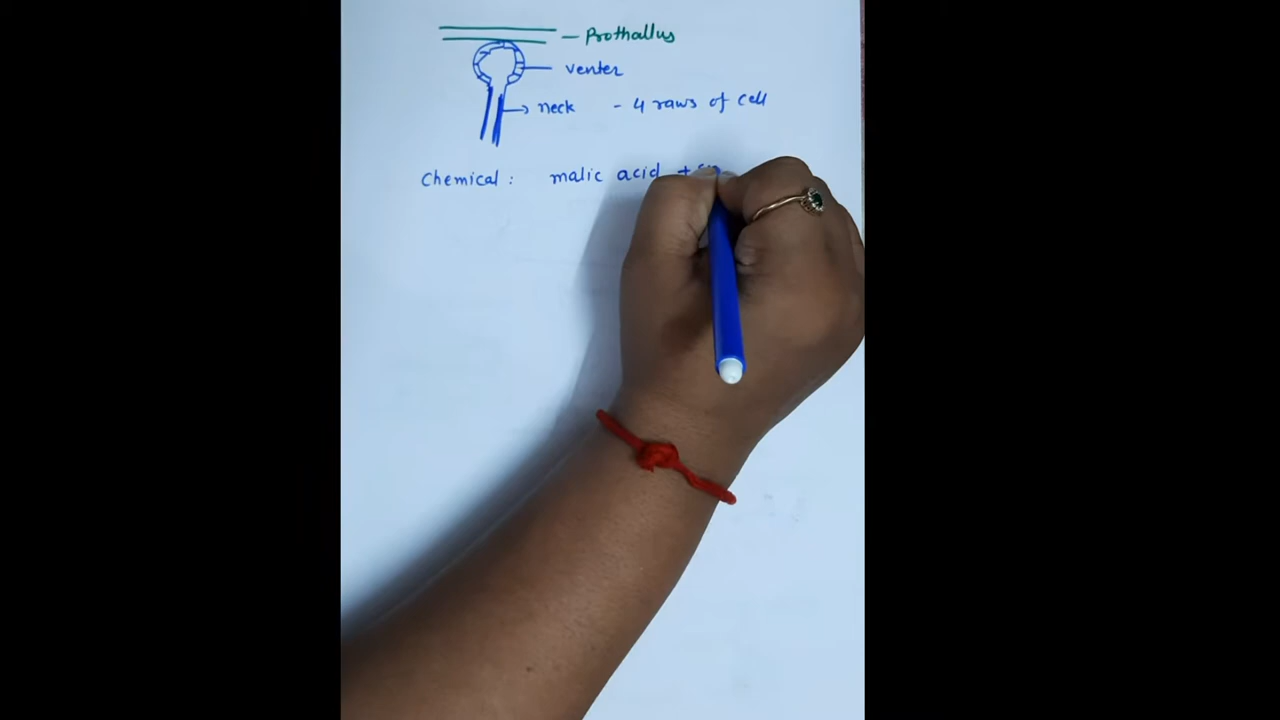 — Prothallus
venter
neck - 4 raws of cell
Chemical : malic acid +